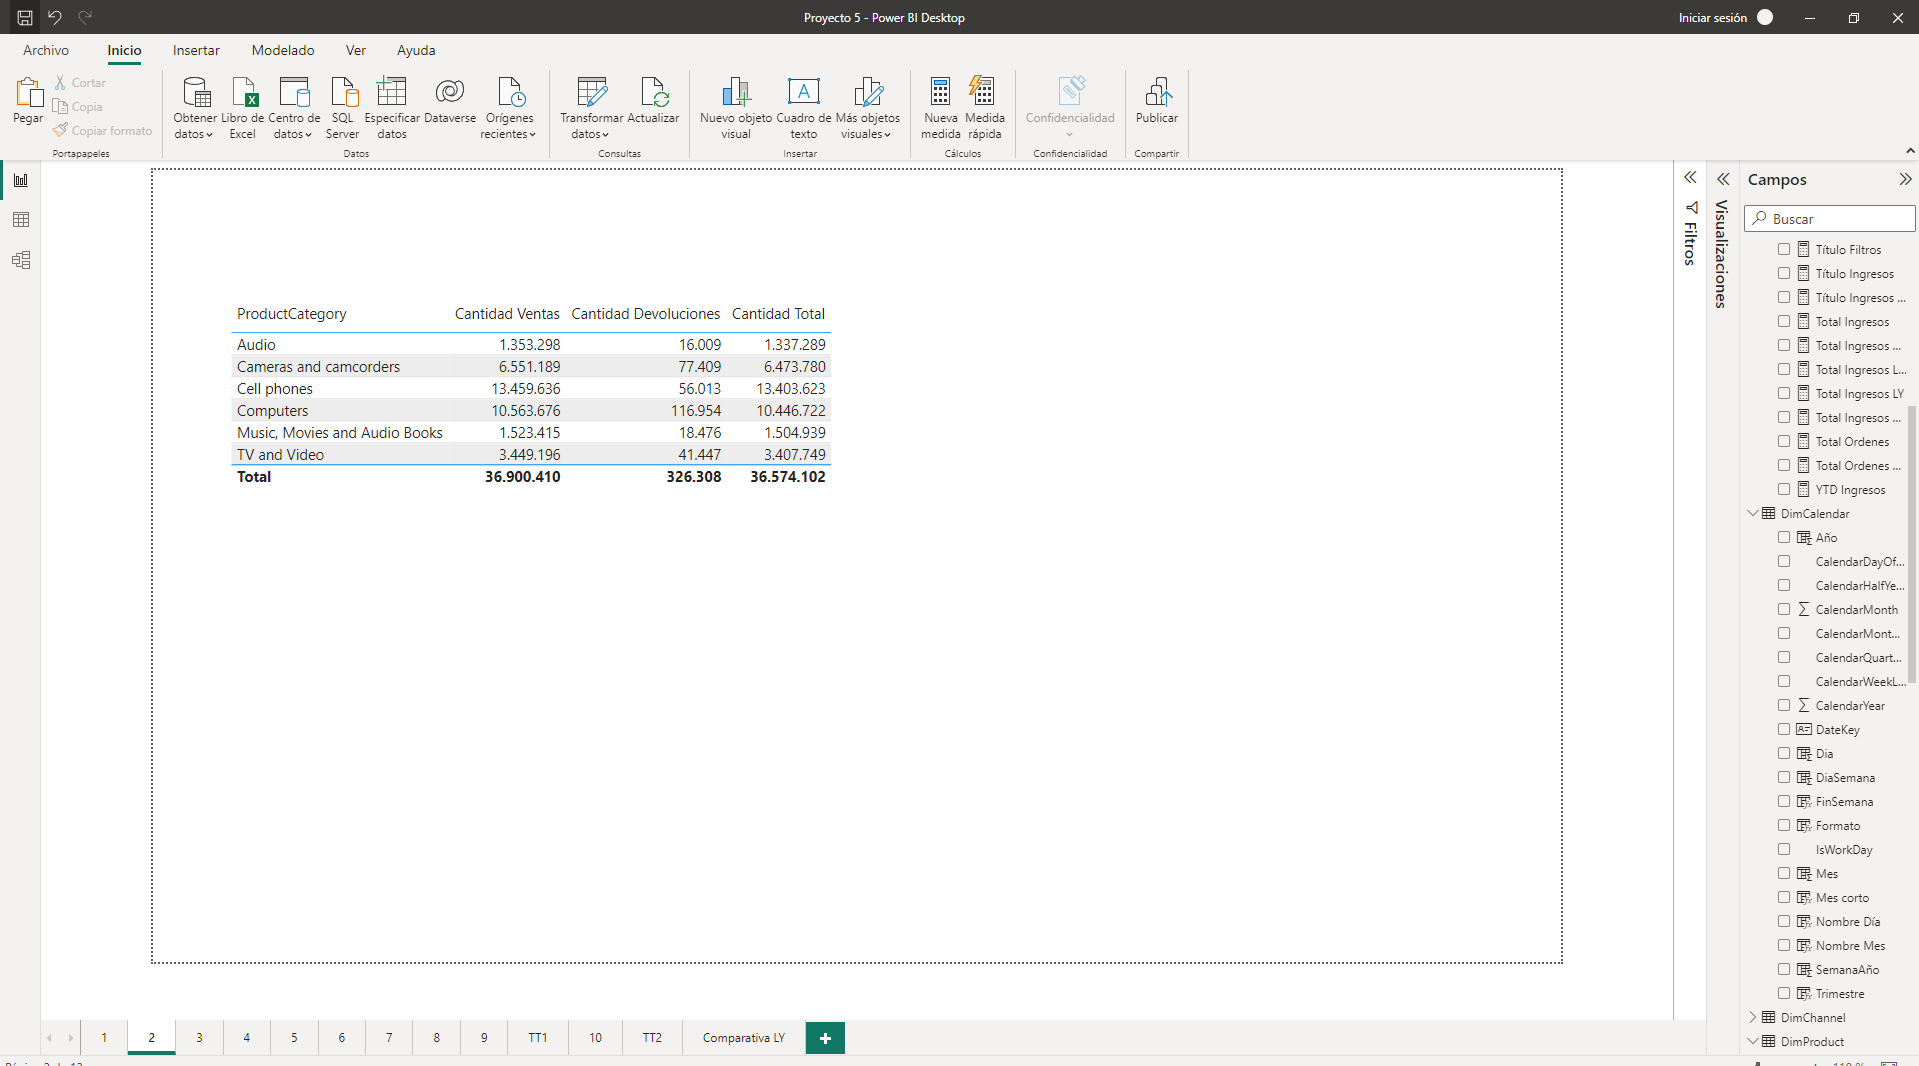 Proyecto 5 - Power BI Desktop
Iniciar sesión
Archivo Inicio Insertar Modelado Ver Ayuda
Pegar
Cortar
Copia
Copiar formato
Portapapeles
Obtener datos
Libro de Excel
Centro de datos
SQL Server
Especificar datos
Dataverse
Orígenes recientes
Datos
Transformar datos
Actualizar
Consultas
Nuevo objeto visual
Cuadro de texto
Más objetos visuales
Insertar
Nueva medida
Medida rápida
Cálculos
Confidencialidad
Confidencialidad
Publicar
Compartir
ProductCategory Cantidad Ventas Cantidad Devoluciones Cantidad Total
Audio 1.353.298 16.009 1.337.289
Cameras and camcorders 6.551.189 77.409 6.473.780
Cell phones 13.459.636 56.013 13.403.623
Computers 10.563.676 116.954 10.446.722
Music, Movies and Audio Books 1.523.415 18.476 1.504.939
TV and Video 3.449.196 41.447 3.407.749
Total 36.900.410 326.308 36.574.102
Filtros
Visualizaciones
Campos
Buscar
Título Filtros
Título Ingresos
Título Ingresos ...
Total Ingresos
Total Ingresos ...
Total Ingresos L...
Total Ingresos LY
Total Ingresos ...
Total Ordenes
Total Ordenes ...
YTD Ingresos
DimCalendar
Año
CalendarDayOf...
CalendarHalfYe...
CalendarMonth
CalendarMont...
CalendarQuart...
CalendarWeekL...
CalendarYear
DateKey
Dia
DiaSemana
FinSemana
Formato
IsWorkDay
Mes
Mes corto
Nombre Día
Nombre Mes
SemanaAño
Trimestre
DimChannel
DimProduct
1 2 3 4 5 6 7 8 9 TT1 10 TT2 Comparativa LY +